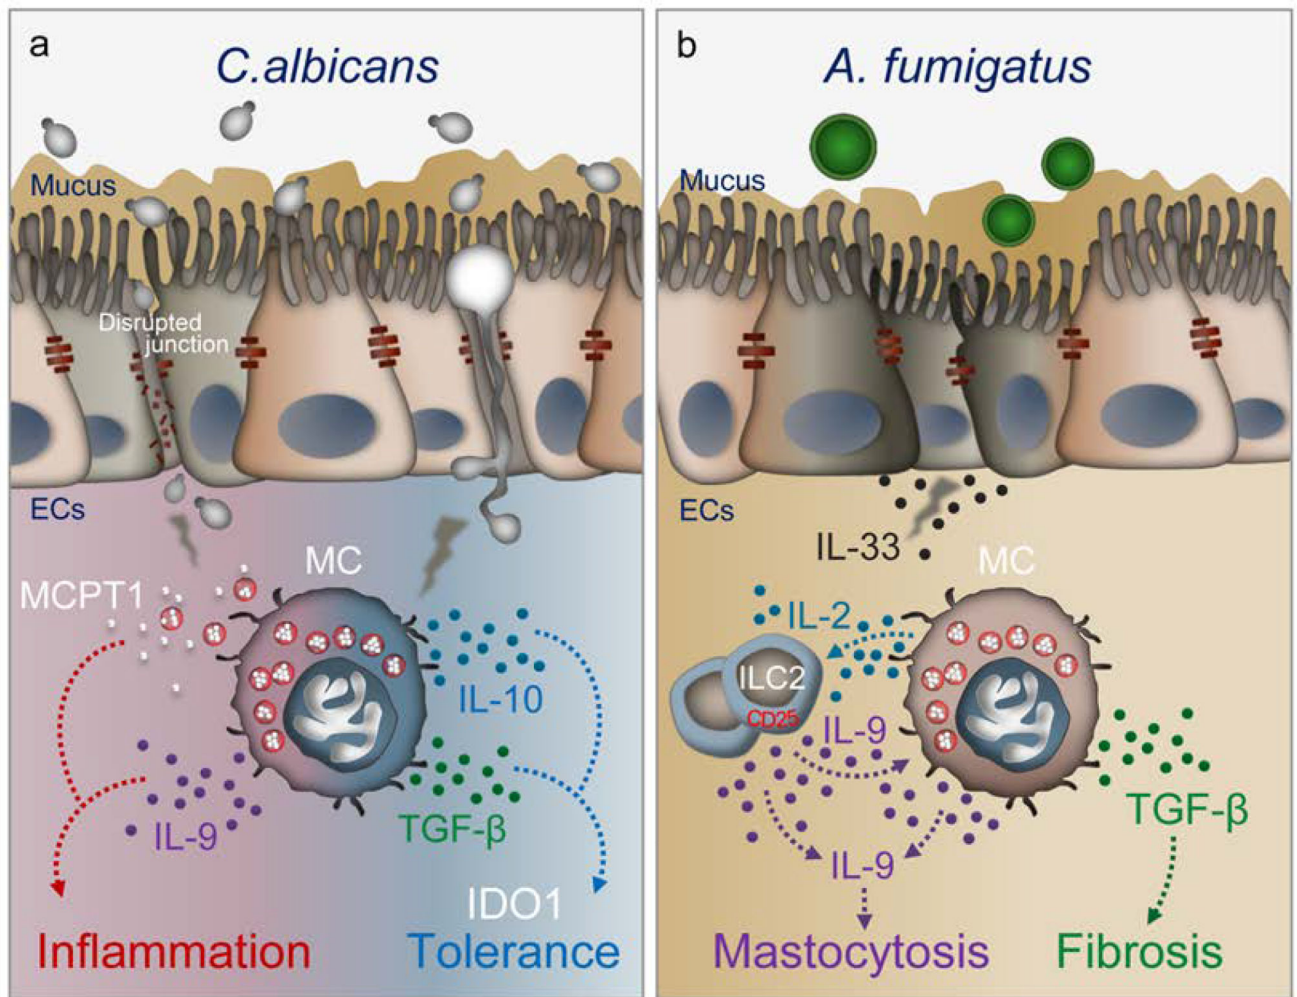 a
C.albicans
Mucus
Disrupted
junction
ECs
MC
MCPT1
IL-10
IL-9
TGF-β
IDO1
Inflammation
Tolerance
b
A. fumigatus
Mucus
ECs
IL-33
MC
IL-2
ILC2
CD25
IL-9
TGF-β
IL-9
Mastocytosis
Fibrosis